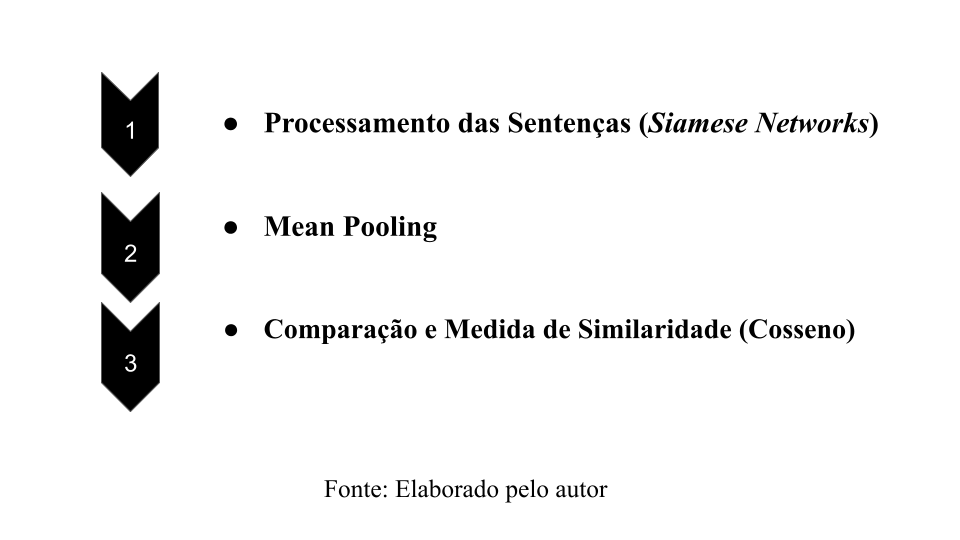 1
● Processamento das Sentenças (Siamese Networks)
2
● Mean Pooling
3
● Comparação e Medida de Similaridade (Cosseno)
Fonte: Elaborado pelo autor